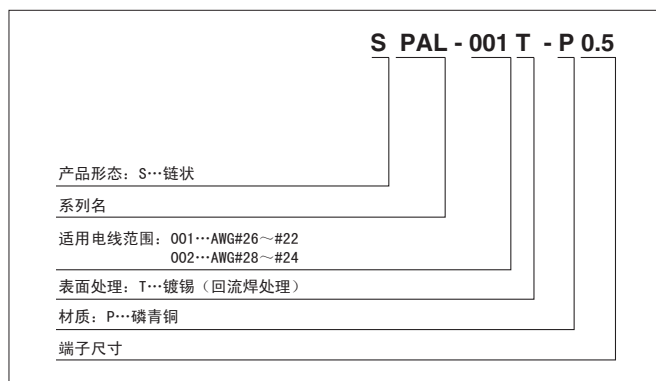 S PAL - 001 T - P 0.5
产品形态：S…链状
系列名
适用电线范围：001…AWG#26～#22
002…AWG#28～#24
表面处理：T…镀锡（回流焊处理）
材质：P…磷青铜
端子尺寸